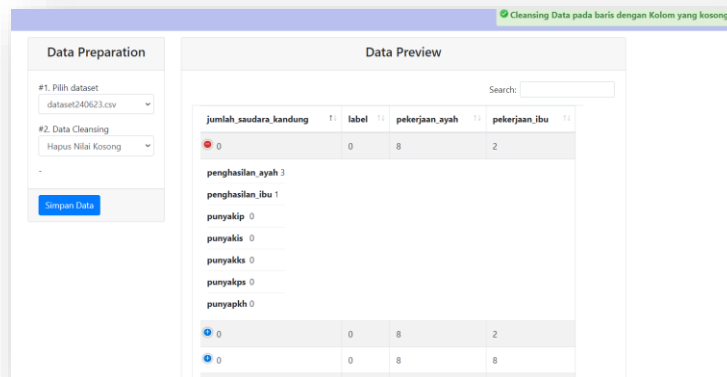 Cleansing Data pada baris dengan Kolom yang kosong
Data Preparation
#1. Pilih dataset
dataset240623.csv
#2. Data Cleansing
Hapus Nilai Kosong
-
Simpan Data
Data Preview
Search:
jumlah_saudara_kandung label pekerjaan_ayah pekerjaan_ibu
0 0 8 2
penghasilan_ayah 3
penghasilan_ibu 1
punyakip 0
punyakis 0
punyakks 0
punyakps 0
punyapkh 0
0 0 8 2
0 0 8 8